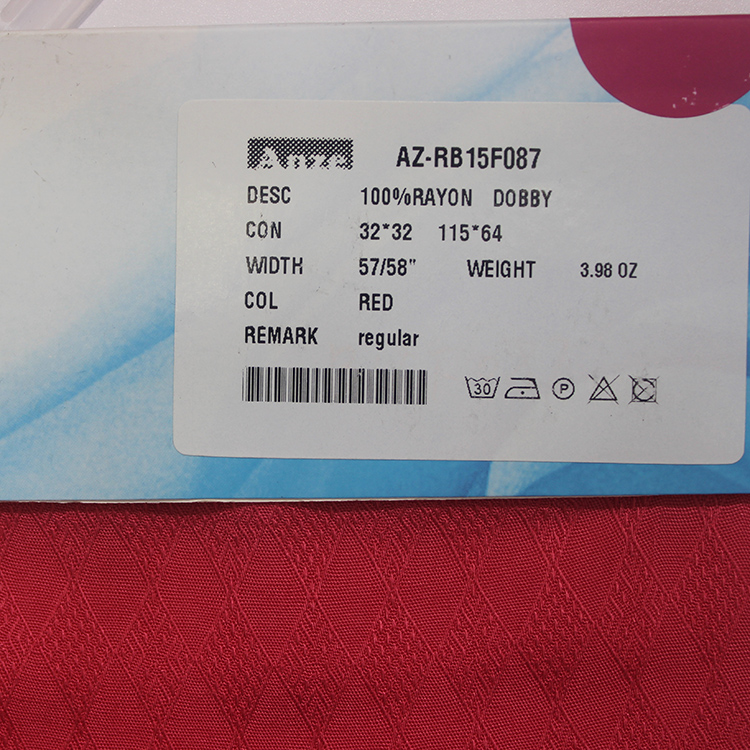 Anze AZ-RB15F087
DESC 100%RAYON DOBBY
CON 32*32 115*64
WIDTH 57/58" WEIGHT 3.98 OZ
COL RED
REMARK regular
30 P